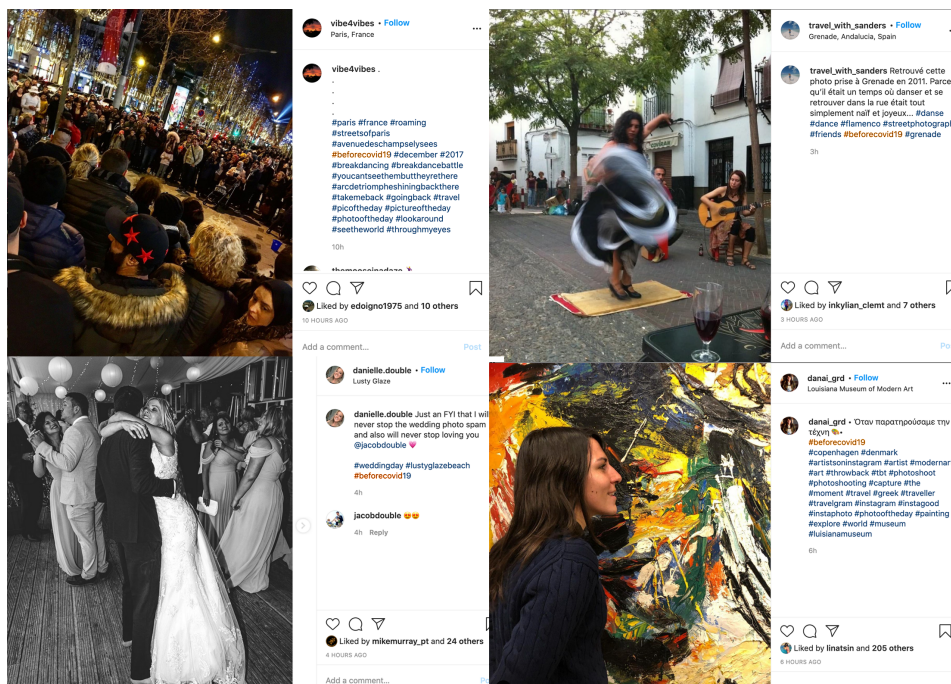 vibe4vibes • Follow
Paris, France
vibe4vibes .
.
.
.
#paris #france #roaming
#streetsofparis
#avenuedeschampselysees
#beforecovid19 #december #2017
#breakdancing #breakdancebattle
#youcantseethembuttheyrethere
#arcdetriompheshiningbackthere
#takemeback #goingback #travel
#picoftheday #pictureoftheday
#photooftheday #lookaround
#seetheworld #throughmyeyes
10h
Liked by edoigno1975 and 10 others
10 HOURS AGO
Add a comment...
Post
travel_with_sanders • Follow
Grenade, Andalucia, Spain
travel_with_sanders Retrouvé cette
photo prise à Grenade en 2011. Parce
qu'il était un temps où danser et se
retrouver dans la rue était tout
simplement naïf et joyeux... #danse
#dance #flamenco #streetphotograph
#friends #beforecovid19 #grenade
3h
Liked by inkylian_clemt and 7 others
3 HOURS AGO
Add a comment...
Po
danielle.double • Follow
Lusty Glaze
danielle.double Just an FYI that I will
never stop the wedding photo spam
and also will never stop loving you
@jacobdouble 💗
#weddingday #lustyglazebeach
#beforecovid19
4h
jacobdouble 😍😍
4h Reply
Liked by mikemurray_pt and 24 others
4 HOURS AGO
Add a comment...
Po
danai_grd • Follow
Louisiana Museum of Modern Art
danai_grd • Όταν παρατηρούσαμε την
τέχνη 🎨•
#beforecovid19
#copenhagen #denmark
#artistsoninstagram #artist #modernar
#art #throwback #tbt #photoshoot
#photoshooting #capture #the
#moment #travel #greek #traveller
#travelgram #instagram #instagood
#instaphoto #photooftheday #painting
#explore #world #museum
#luisianamuseum
6h
Liked by linatsin and 205 others
6 HOURS AGO